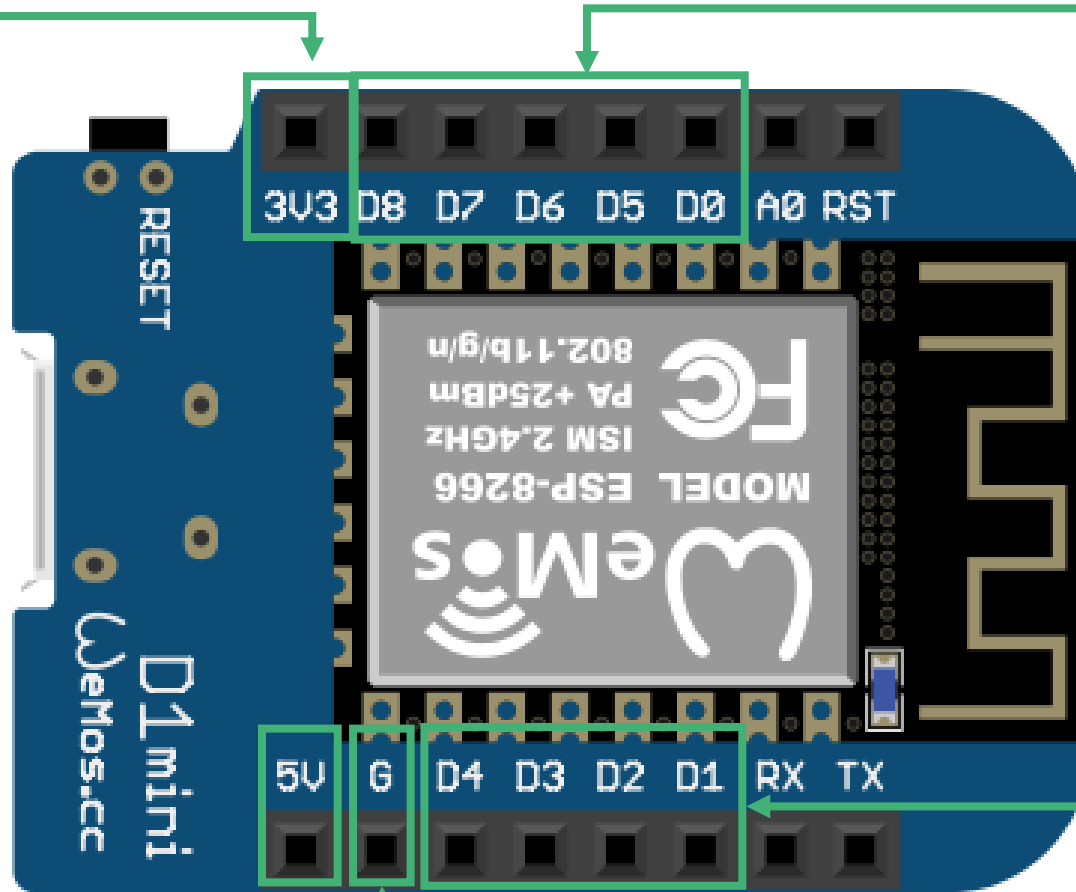 3V3 D8 D7 D6 D5 D0 A0 RST
RESET
802.11b/g/n
PA +25dBm
ISM 2.4GHz
MODEL ESP-8266
FC
WeMos
D1mini
WeMos.cc
5V G D4 D3 D2 D1 RX TX